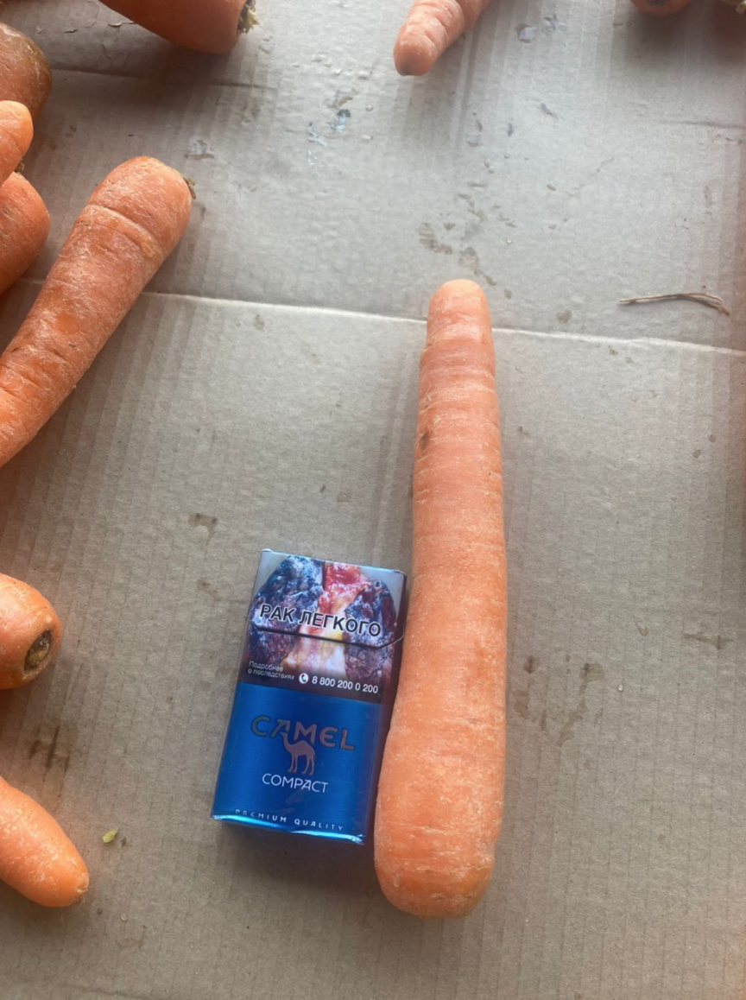 РАК ЛЕГКОГО
Подробнее
о последствиях 8 800 200 0 200
CAMEL
COMPACT
PREMIUM QUALITY